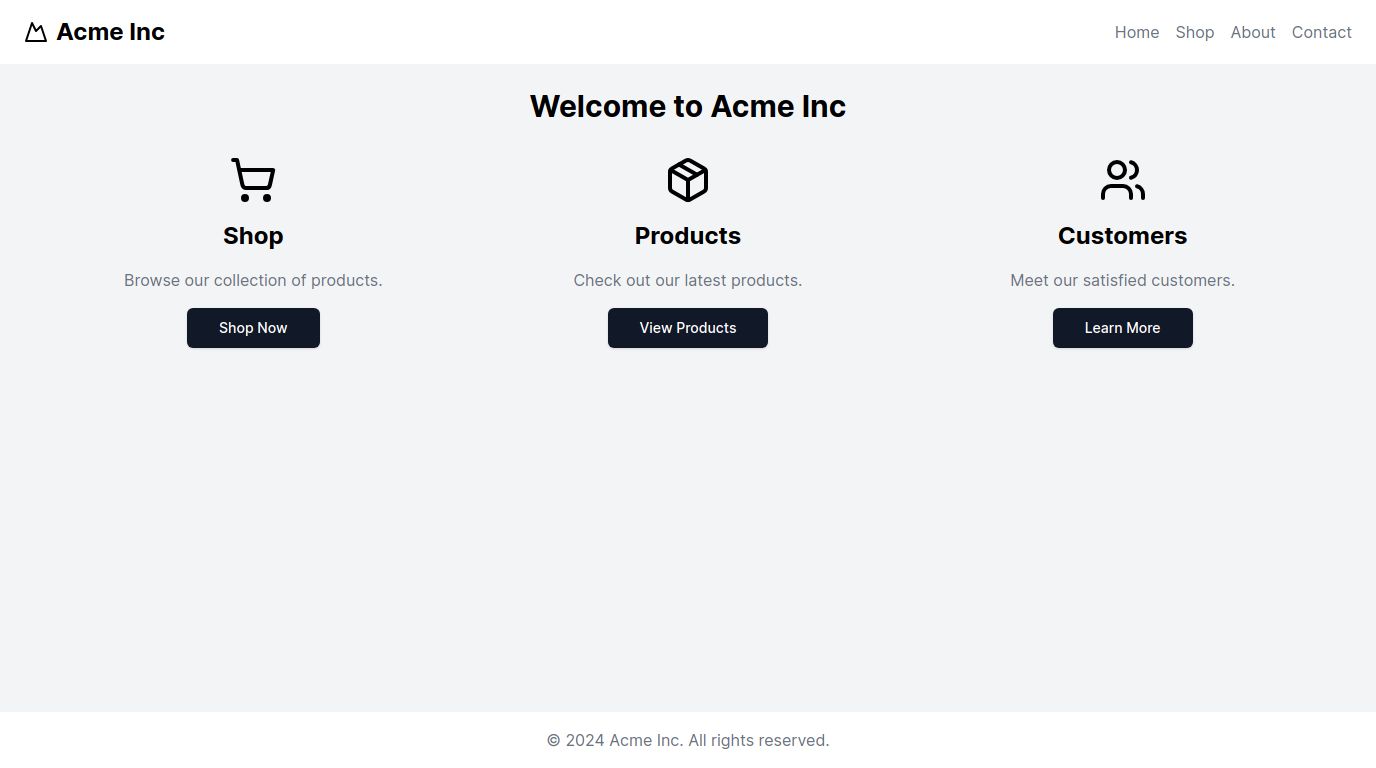 Acme Inc
Home Shop About Contact
Welcome to Acme Inc
Shop
Browse our collection of products.
Shop Now
Products
Check out our latest products.
View Products
Customers
Meet our satisfied customers.
Learn More
© 2024 Acme Inc. All rights reserved.